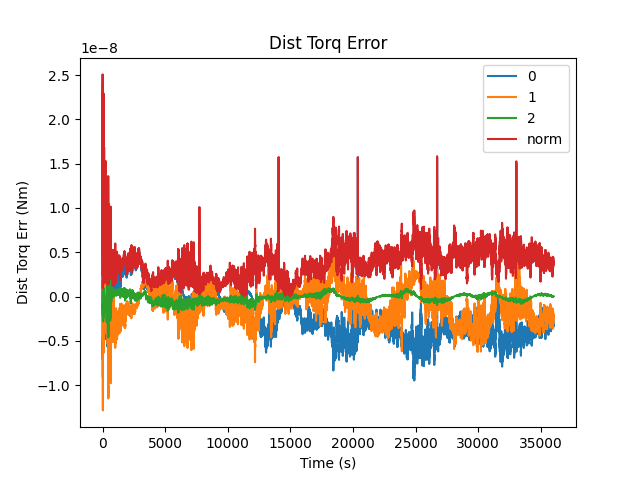 Dist Torq Error
1e−8
2.5
2.0
1.5
1.0
0.5
0.0
−0.5
−1.0
Dist Torq Err (Nm)
0
1
2
norm
0 5000 10000 15000 20000 25000 30000 35000
Time (s)